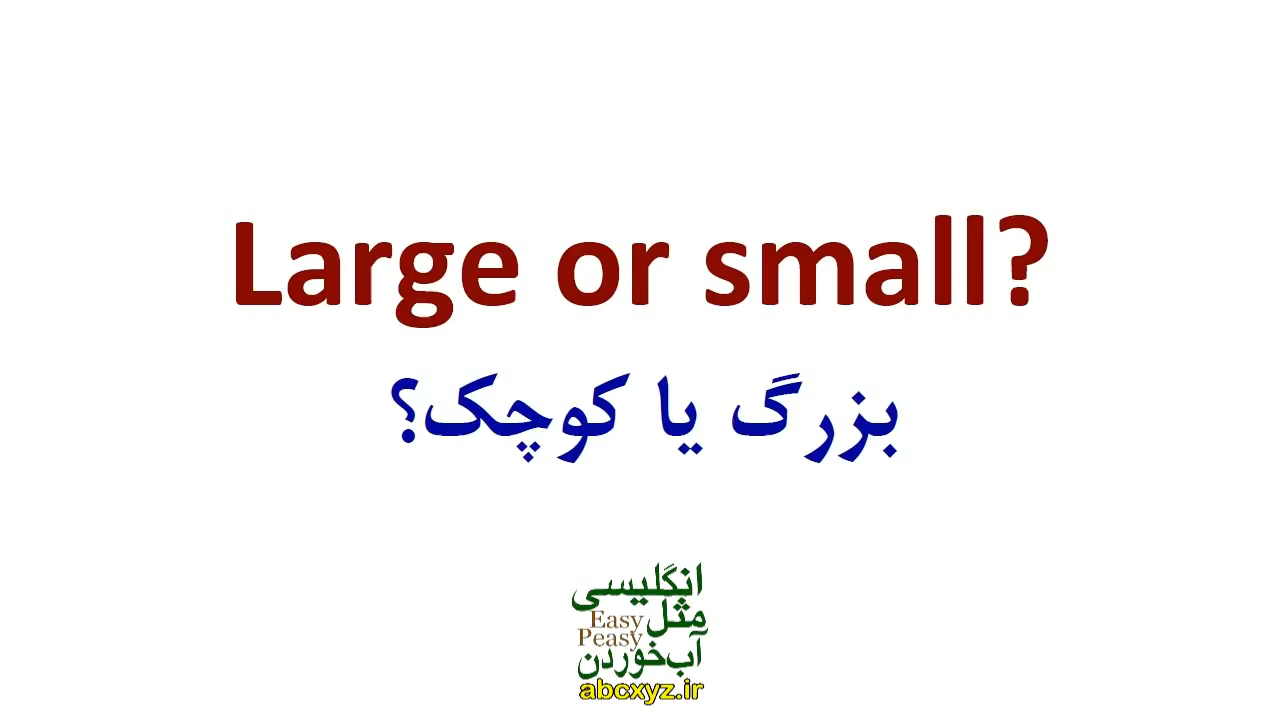 Large or small?
بزرگ یا کوچک؟
انگلیسی
مثل Easy
Peasy
آب‌خوردن
abcxyz.ir